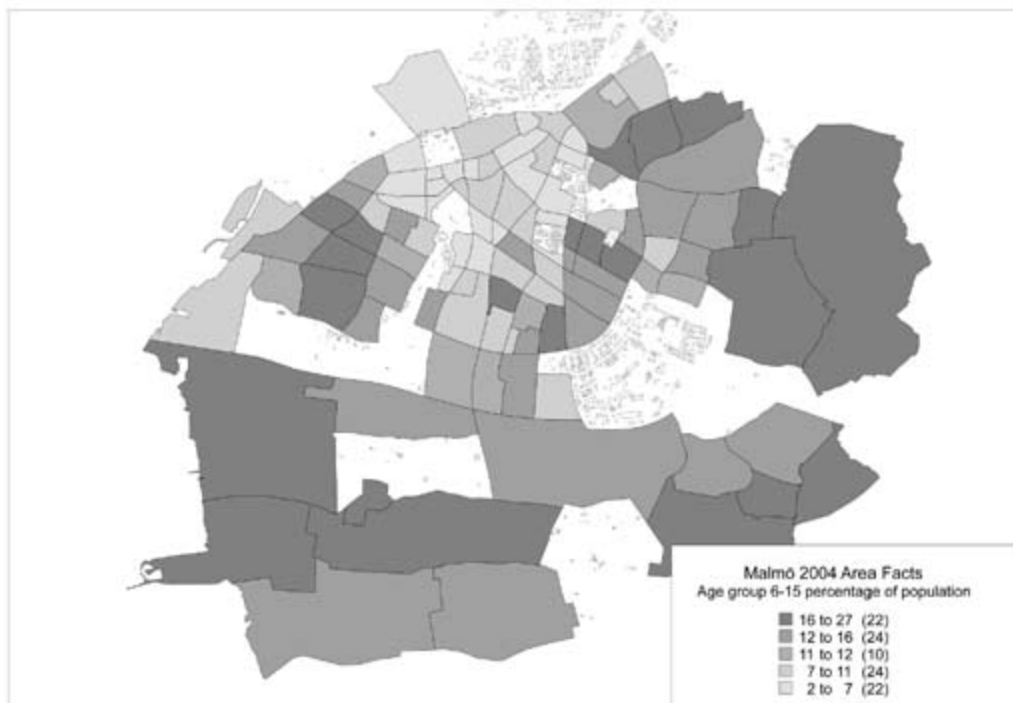 Malmö 2004 Area Facts
Age group 6-15 percentage of population
16 to 27 (22)
12 to 16 (24)
11 to 12 (10)
7 to 11 (24)
2 to 7 (22)